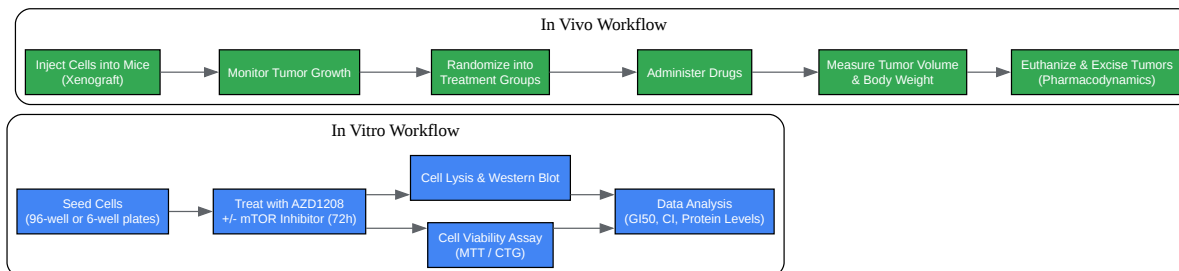 In Vivo Workflow
Inject Cells into Mice
(Xenograft)
Monitor Tumor Growth
Randomize into
Treatment Groups
Administer Drugs
Measure Tumor Volume
& Body Weight
Euthanize & Excise Tumors
(Pharmacodynamics)
In Vitro Workflow
Seed Cells
(96-well or 6-well plates)
Treat with AZD1208
+/- mTOR Inhibitor (72h)
Cell Lysis & Western Blot
Cell Viability Assay
(MTT / CTG)
Data Analysis
(GI50, CI, Protein Levels)